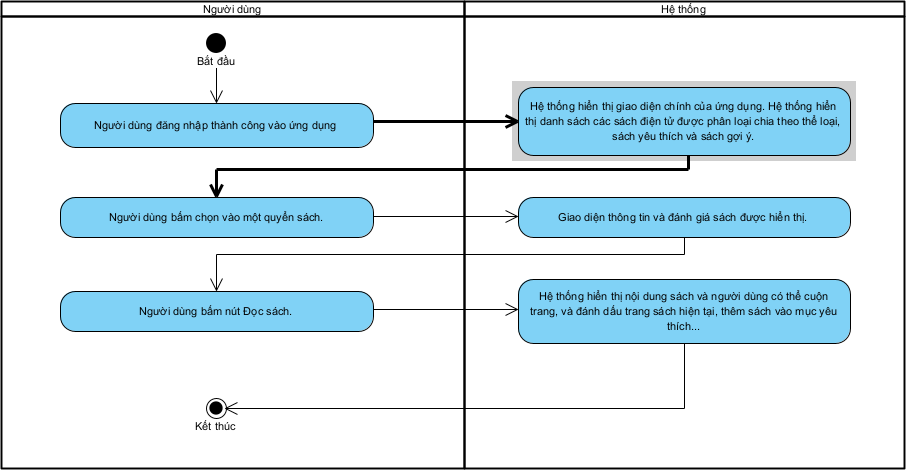 Người dùng
Hệ thống
Bắt đầu
Người dùng đăng nhập thành công vào ứng dụng
Hệ thống hiển thị giao diện chính của ứng dụng. Hệ thống hiển
thị danh sách các sách điện tử được phân loại chia theo thể loại,
sách yêu thích và sách gợi ý.
Người dùng bấm chọn vào một quyển sách.
Giao diện thông tin và đánh giá sách được hiển thị.
Người dùng bấm nút Đọc sách.
Hệ thống hiển thị nội dung sách và người dùng có thể cuộn
trang, và đánh dấu trang sách hiện tại, thêm sách vào mục yêu
thích...
Kết thúc